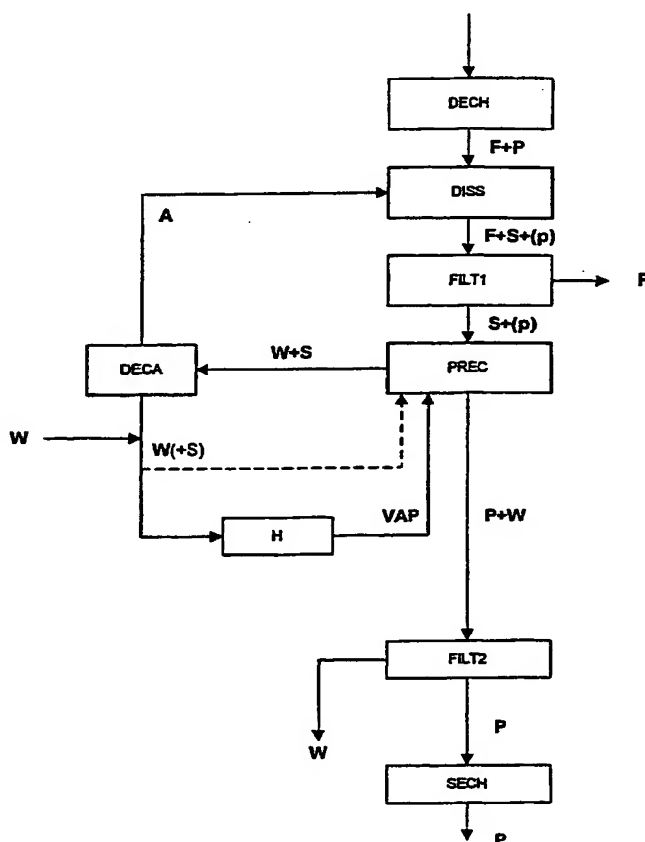 DECH
F+P
DISS
A
F+S+(p)
FILT1
F
S+(p)
W+S
DECA
PREC
W
W(+S)
VAP
H
P+W
FILT2
W
P
SECH
P